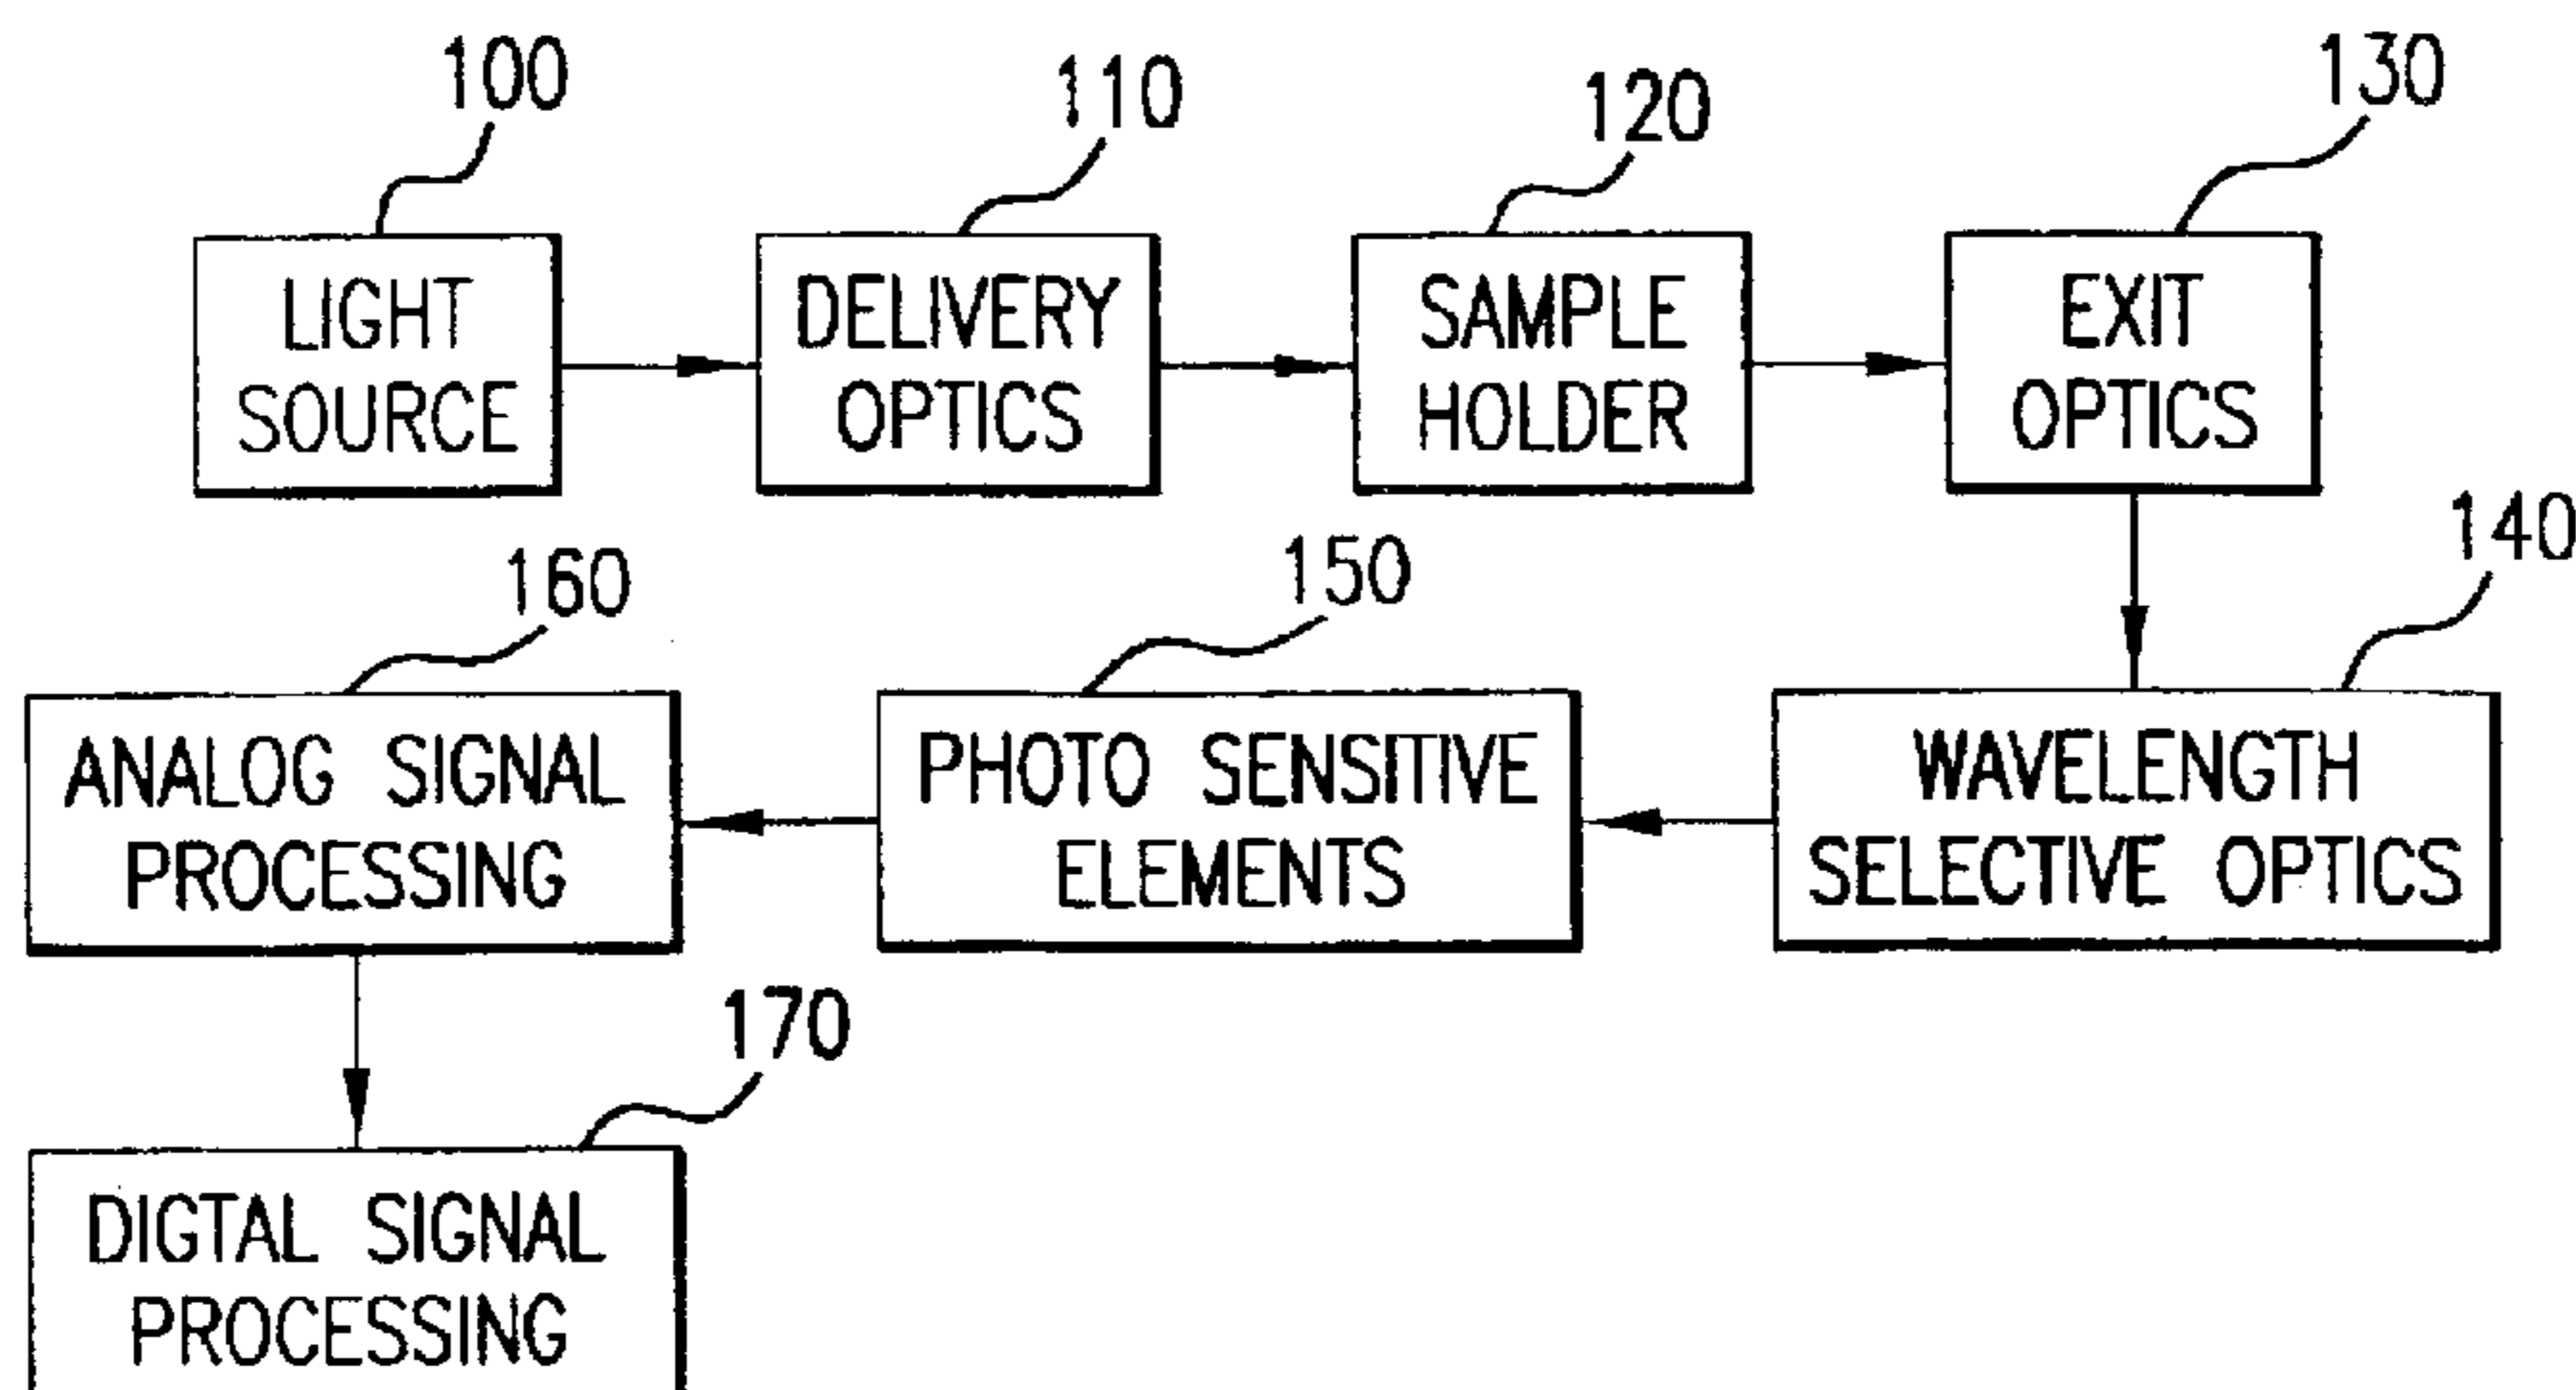 100
110
120
130
LIGHT
SOURCE
DELIVERY
OPTICS
SAMPLE
HOLDER
EXIT
OPTICS
140
150
160
WAVELENGTH
SELECTIVE OPTICS
PHOTO SENSITIVE
ELEMENTS
ANALOG SIGNAL
PROCESSING
170
DIGTAL SIGNAL
PROCESSING